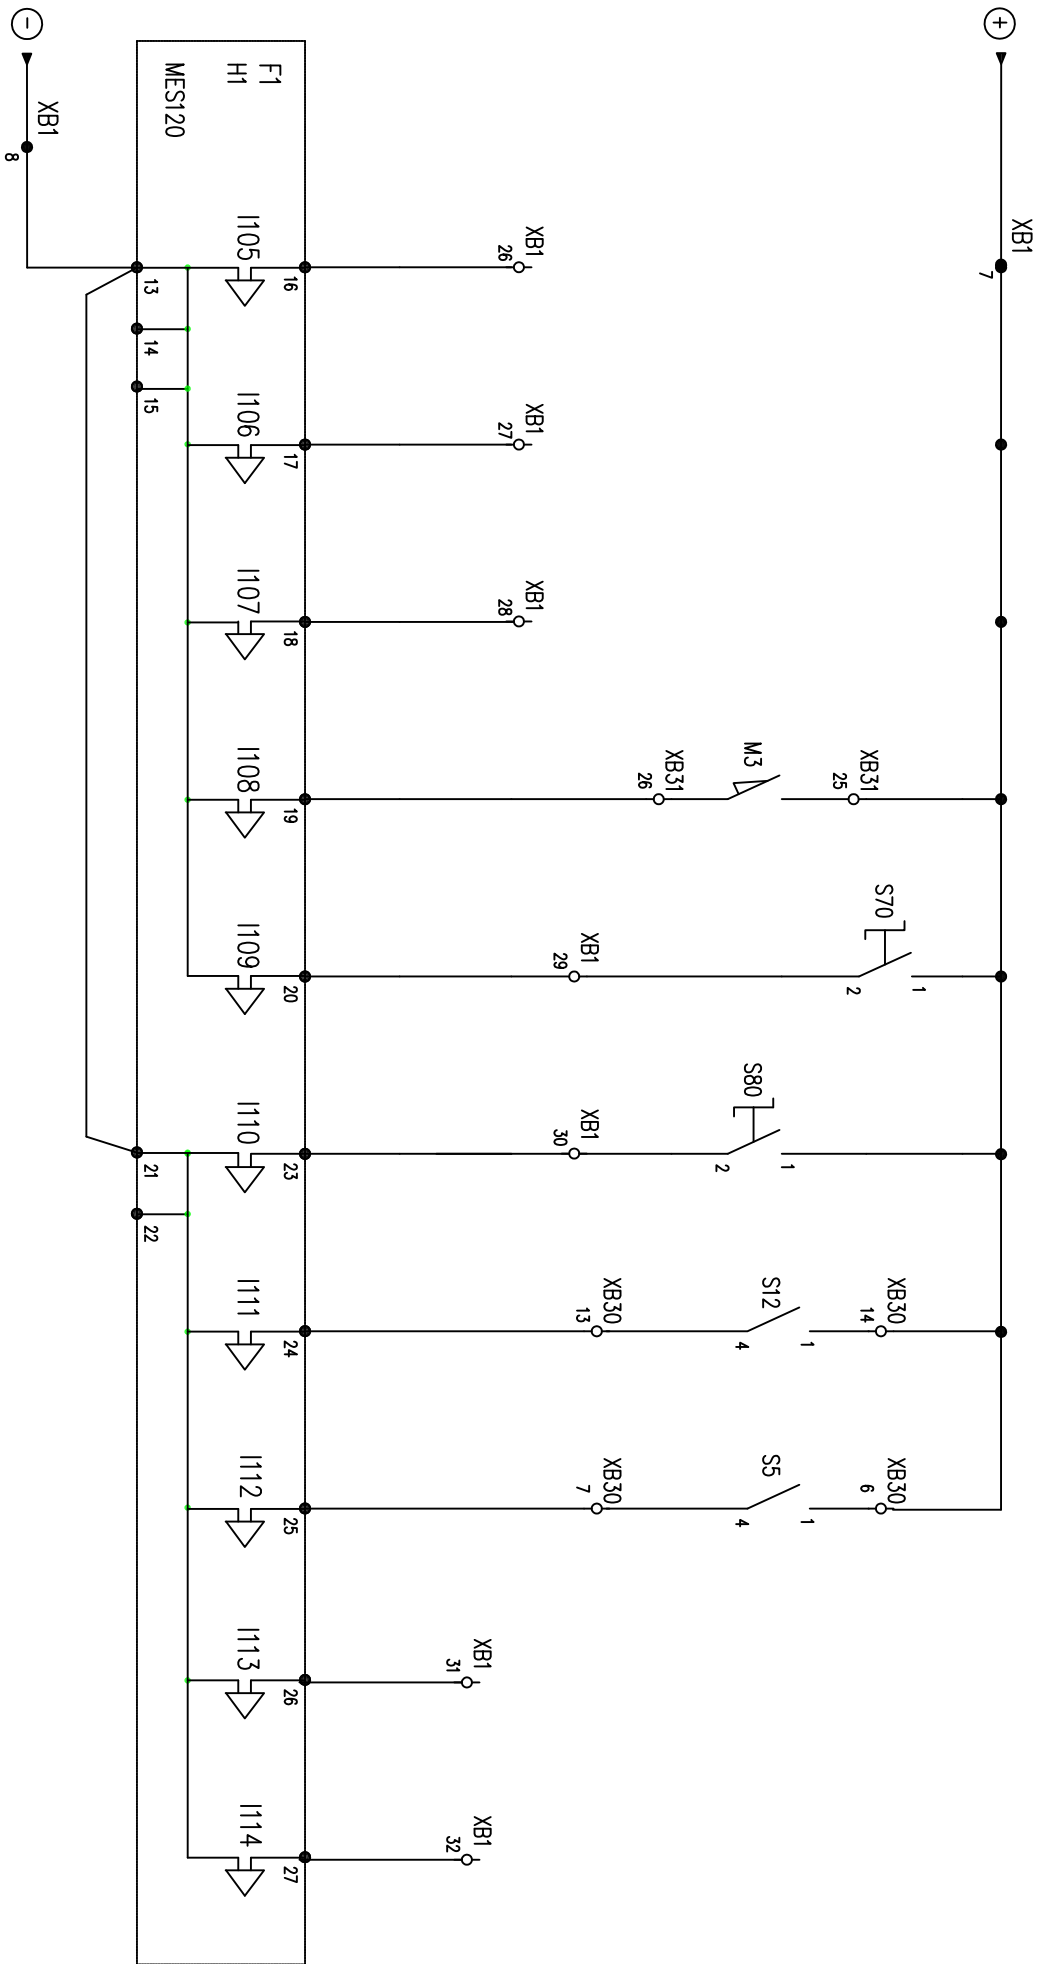 +
XB1
7
-
XB1
8
F1
H1
MES120
I105
13
16
XB1
26
14
15
I106
17
XB1
27
I107
18
XB1
28
I108
19
XB31
26
M3
XB31
25
I109
20
XB1
29
S70
2
1
I110
21
23
XB1
30
S80
2
1
22
I111
24
XB30
13
S12
4
1
XB30
14
I112
25
XB30
7
S5
4
1
XB30
6
I113
26
XB1
31
I114
27
XB1
32